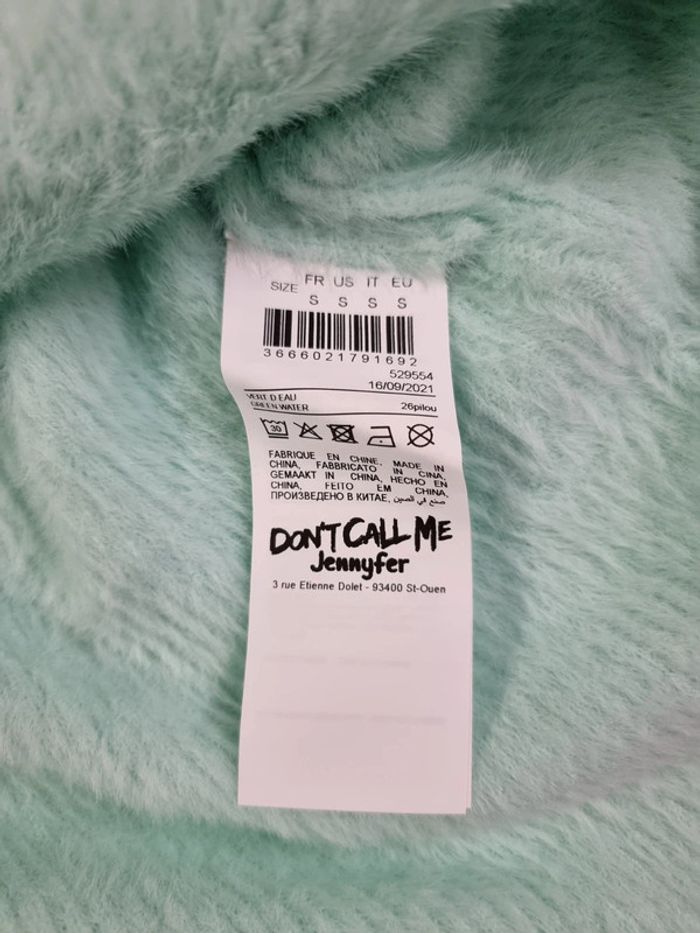 SIZE FR US IT EU
S S S S
3666021791692
529554
16/09/2021
VERT D EAU
GREEN WATER 26pilou
30
FABRIQUE EN CHINE, MADE IN
CHINA, FABBRICATO IN CINA,
GEMAAKT IN CHINA, HECHO EN
CHINA, FEITO EM CHINA,
ПРОИЗВЕДЕНО В КИТАЕ, صنع في الصين
DON'T CALL ME
Jennyfer
3 rue Etienne Dolet - 93400 St-Ouen